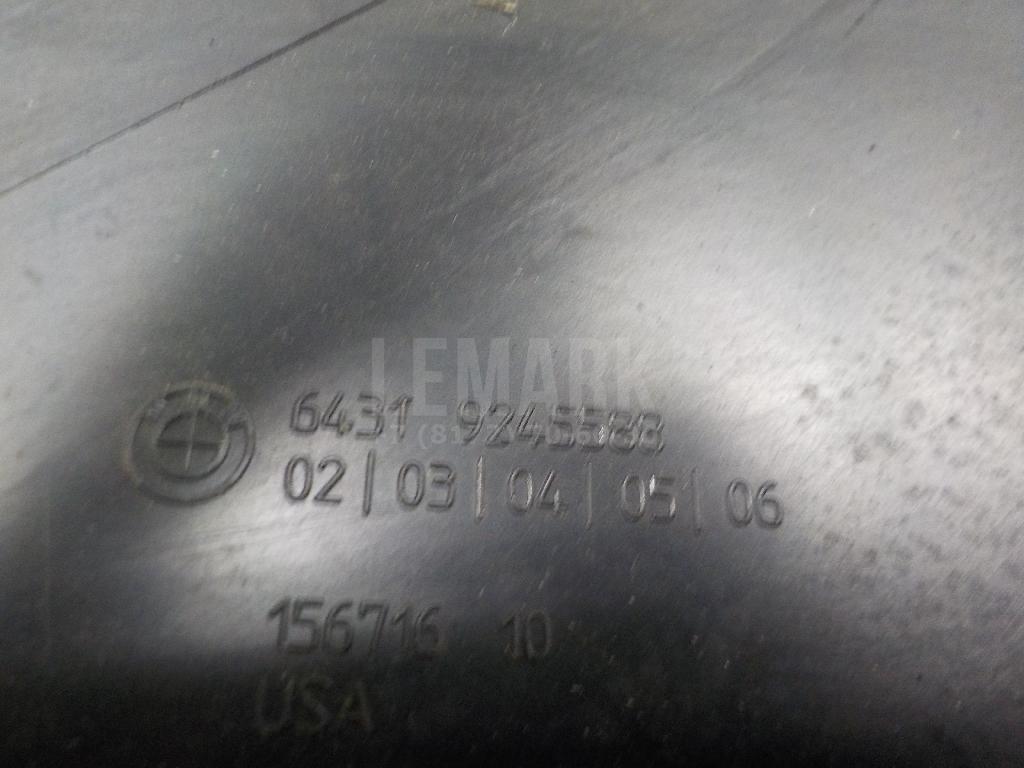 LEMARK
6431 9245588
02 | 03 | 04 | 05 | 06
156716 10
USA